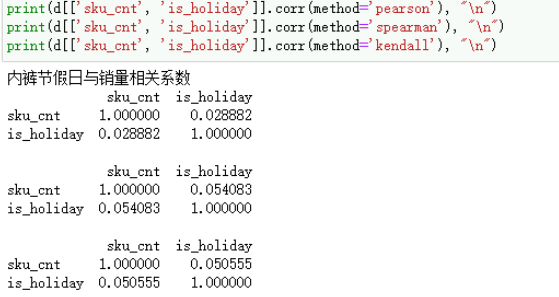 print(d[['sku_cnt', 'is_holiday']].corr(method='pearson'), "\n")
print(d[['sku_cnt', 'is_holiday']].corr(method='spearman'), "\n")
print(d[['sku_cnt', 'is_holiday']].corr(method='kendall'), "\n")
内裤节假日与销量相关系数
sku_cnt is_holiday
sku_cnt 1.000000 0.028882
is_holiday 0.028882 1.000000
sku_cnt is_holiday
sku_cnt 1.000000 0.054083
is_holiday 0.054083 1.000000
sku_cnt is_holiday
sku_cnt 1.000000 0.050555
is_holiday 0.050555 1.000000